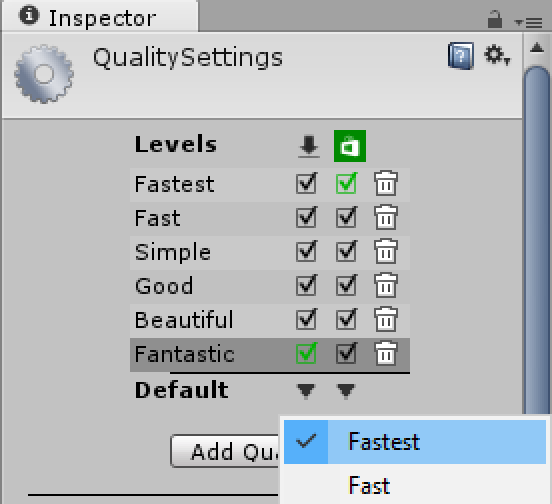 Inspector
QualitySettings
Levels
Fastest
Fast
Simple
Good
Beautiful
Fantastic
Default
Add Qu
Fastest
Fast